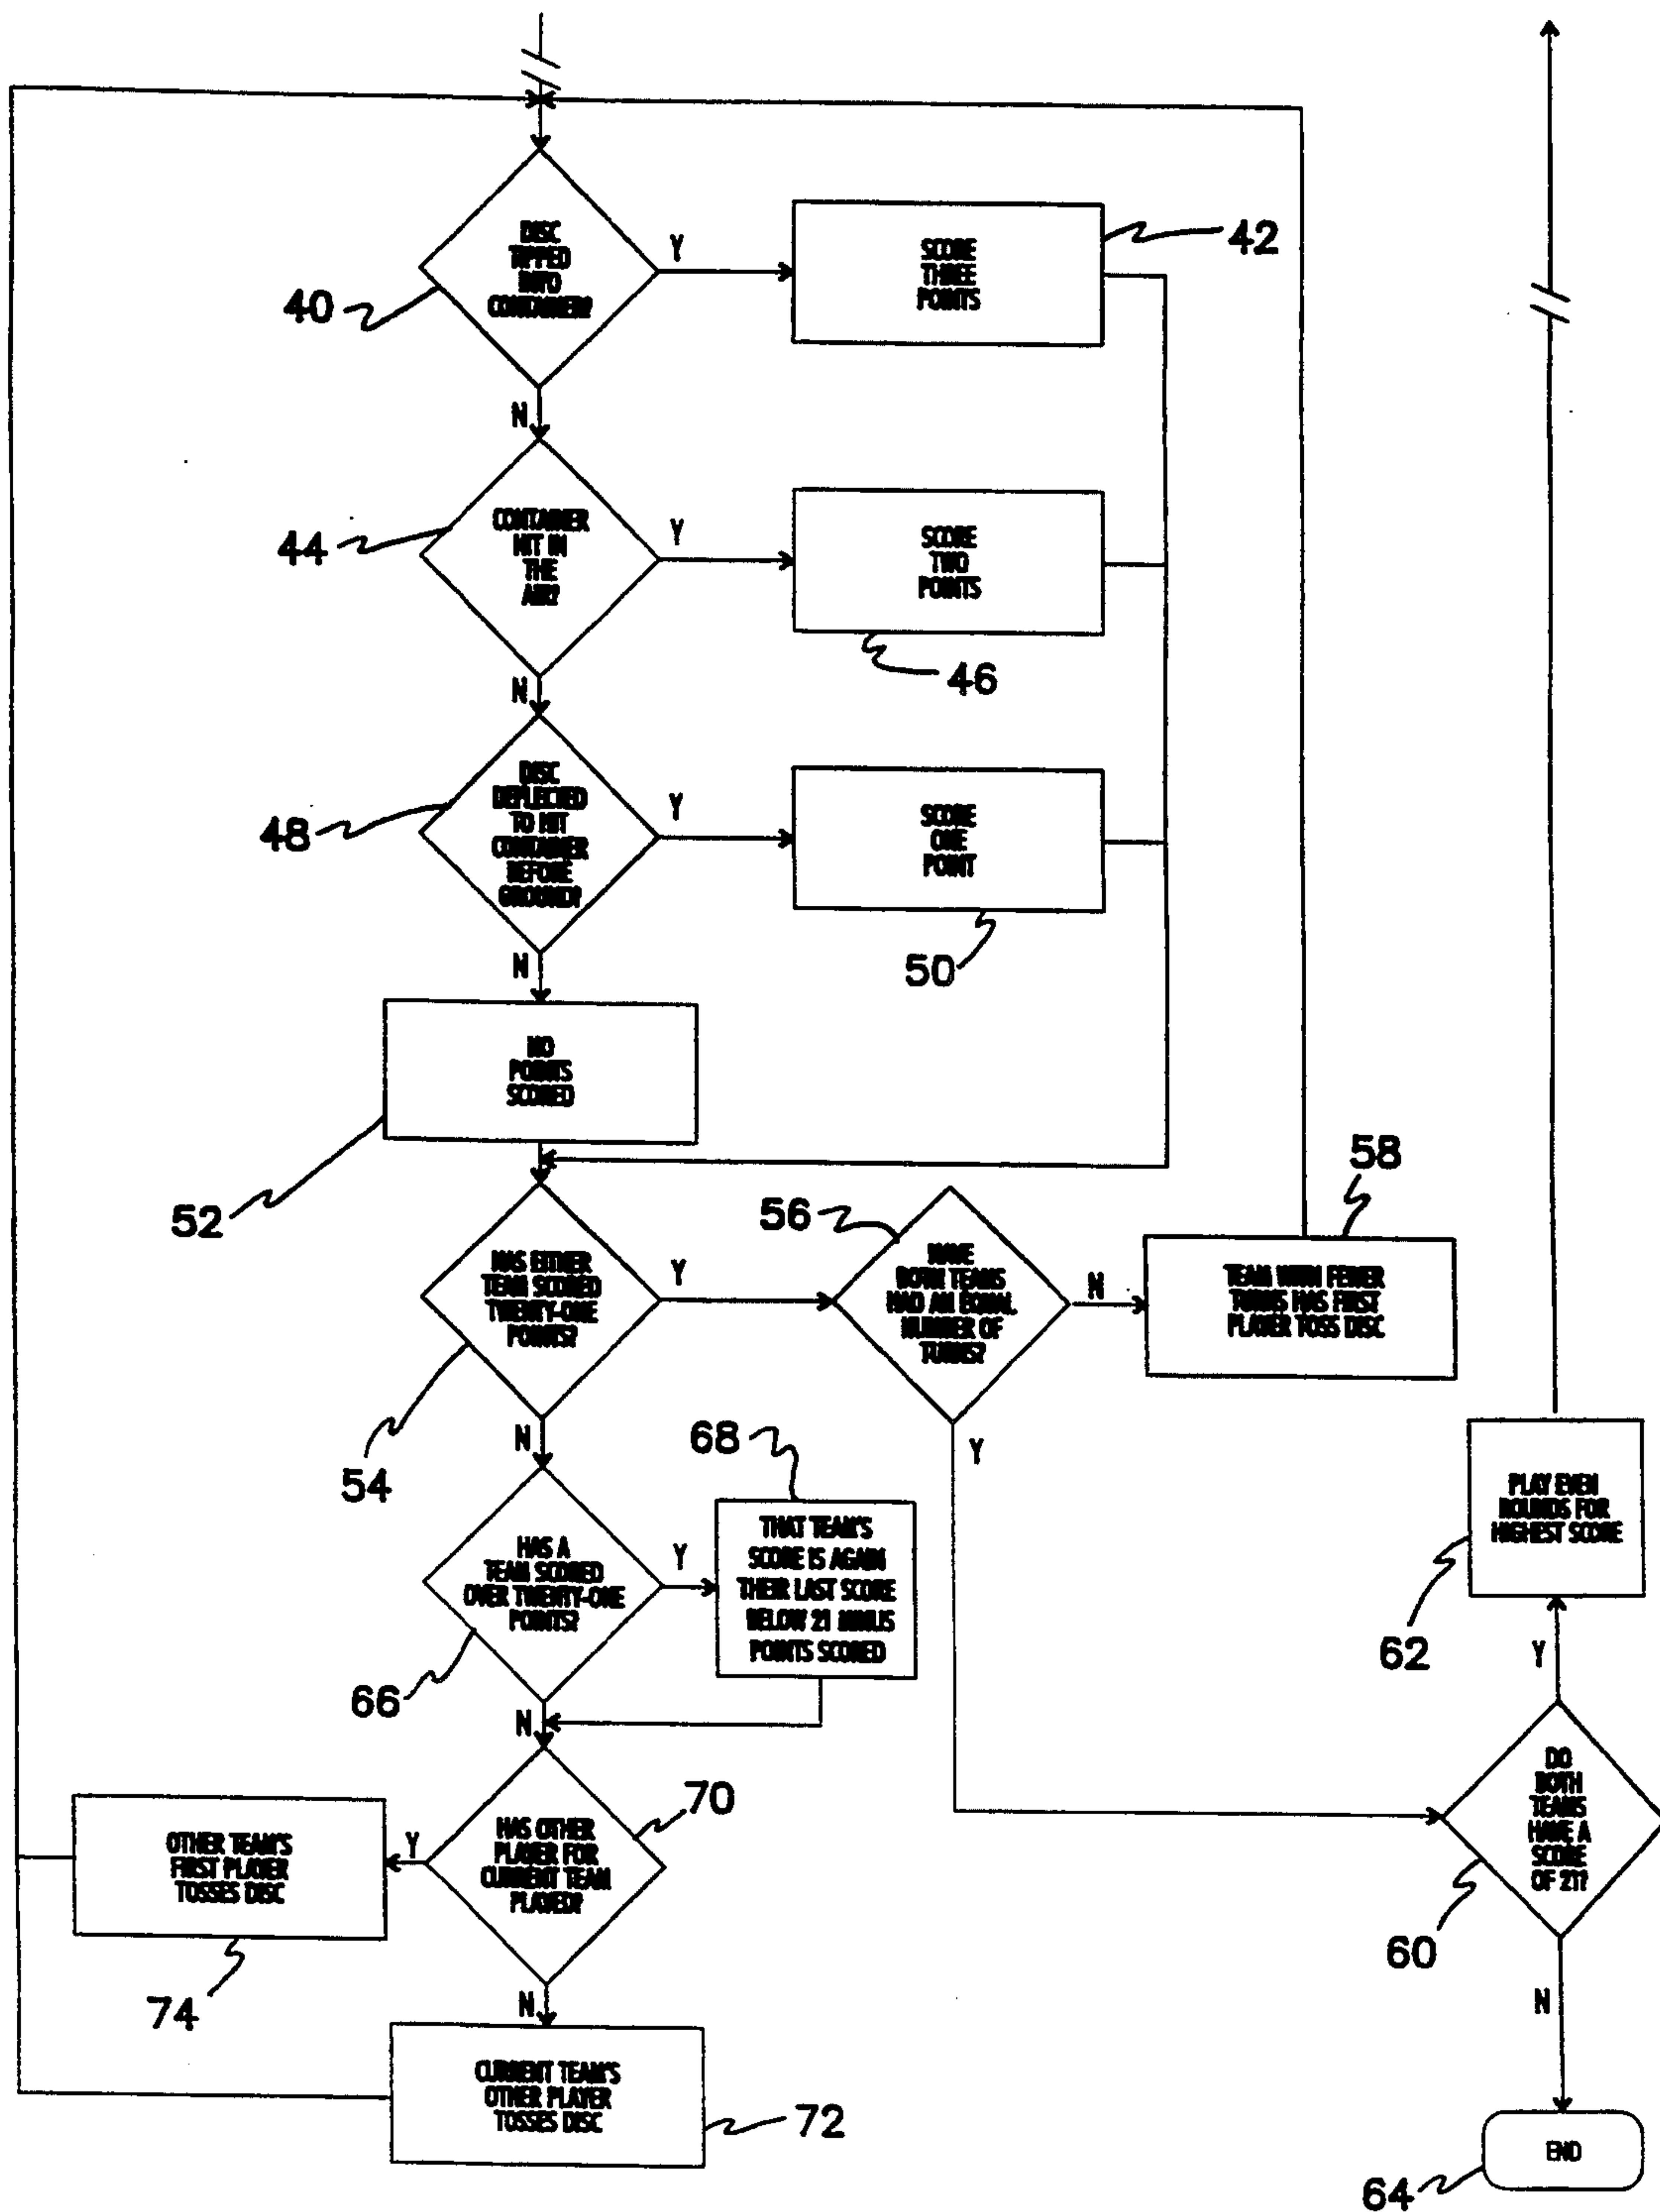 DISC
TIPPED
INTO
CONTAINER?
40
Y
SCORE
THREE
POINTS
42
N
CONTAINER
HIT IN
THE
AIR?
44
Y
SCORE
TWO
POINTS
46
N
DISC
DEFLECTED
TO HIT
CONTAINER
BEFORE
GROUND?
48
Y
SCORE
ONE
POINT
50
N
NO
POINTS
SCORED
52
HAS EITHER
TEAM SCORED
TWENTY-ONE
POINTS?
54
Y
HAVE
BOTH TEAMS
HAD AN EQUAL
NUMBER OF
TURNS?
56
N
TEAM WITH FEWER
TURNS HAS FIRST
PLAYER TOSS DISC
58
Y
N
HAS A
TEAM SCORED
OVER TWENTY-ONE
POINTS?
66
Y
THAT TEAM'S
SCORE IS AGAIN
THEIR LAST SCORE
BELOW 21 MINUS
POINTS SCORED
68
N
HAS OTHER
PLAYER FOR
CURRENT TEAM
PLAYED?
70
Y
OTHER TEAM'S
FIRST PLAYER
TOSSES DISC
74
N
CURRENT TEAM'S
OTHER PLAYER
TOSSES DISC
72
PLAY EVEN
ROUNDS FOR
HIGHEST SCORE
62
Y
DO
BOTH
TEAMS
HAVE A
SCORE
OF 21?
60
N
END
64